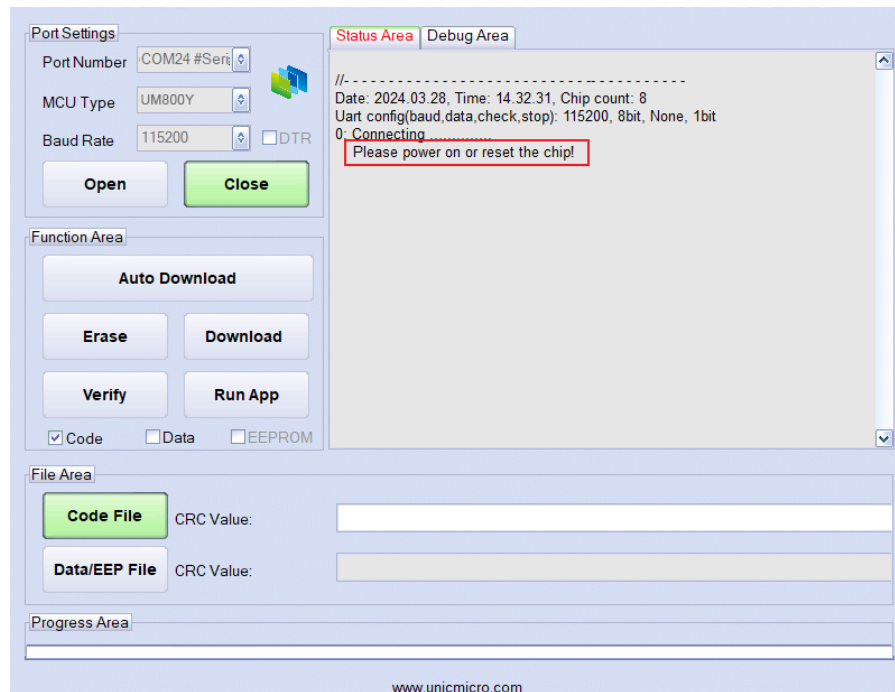 Port Settings
Port Number COM24 #Seri
MCU Type UM800Y
Baud Rate 115200 DTR
Open Close
Function Area
Auto Download
Erase Download
Verify Run App
Code Data EEPROM
Status Area Debug Area
//- - - - - - - - - - - - - - - - - - - - - - - - - - - - - - - - - - - - - - -
Date: 2024.03.28, Time: 14.32.31, Chip count: 8
Uart config(baud,data,check,stop): 115200, 8bit, None, 1bit
0: Connecting ..............
Please power on or reset the chip!
File Area
Code File CRC Value:
Data/EEP File CRC Value:
Progress Area
www.unicmicro.com